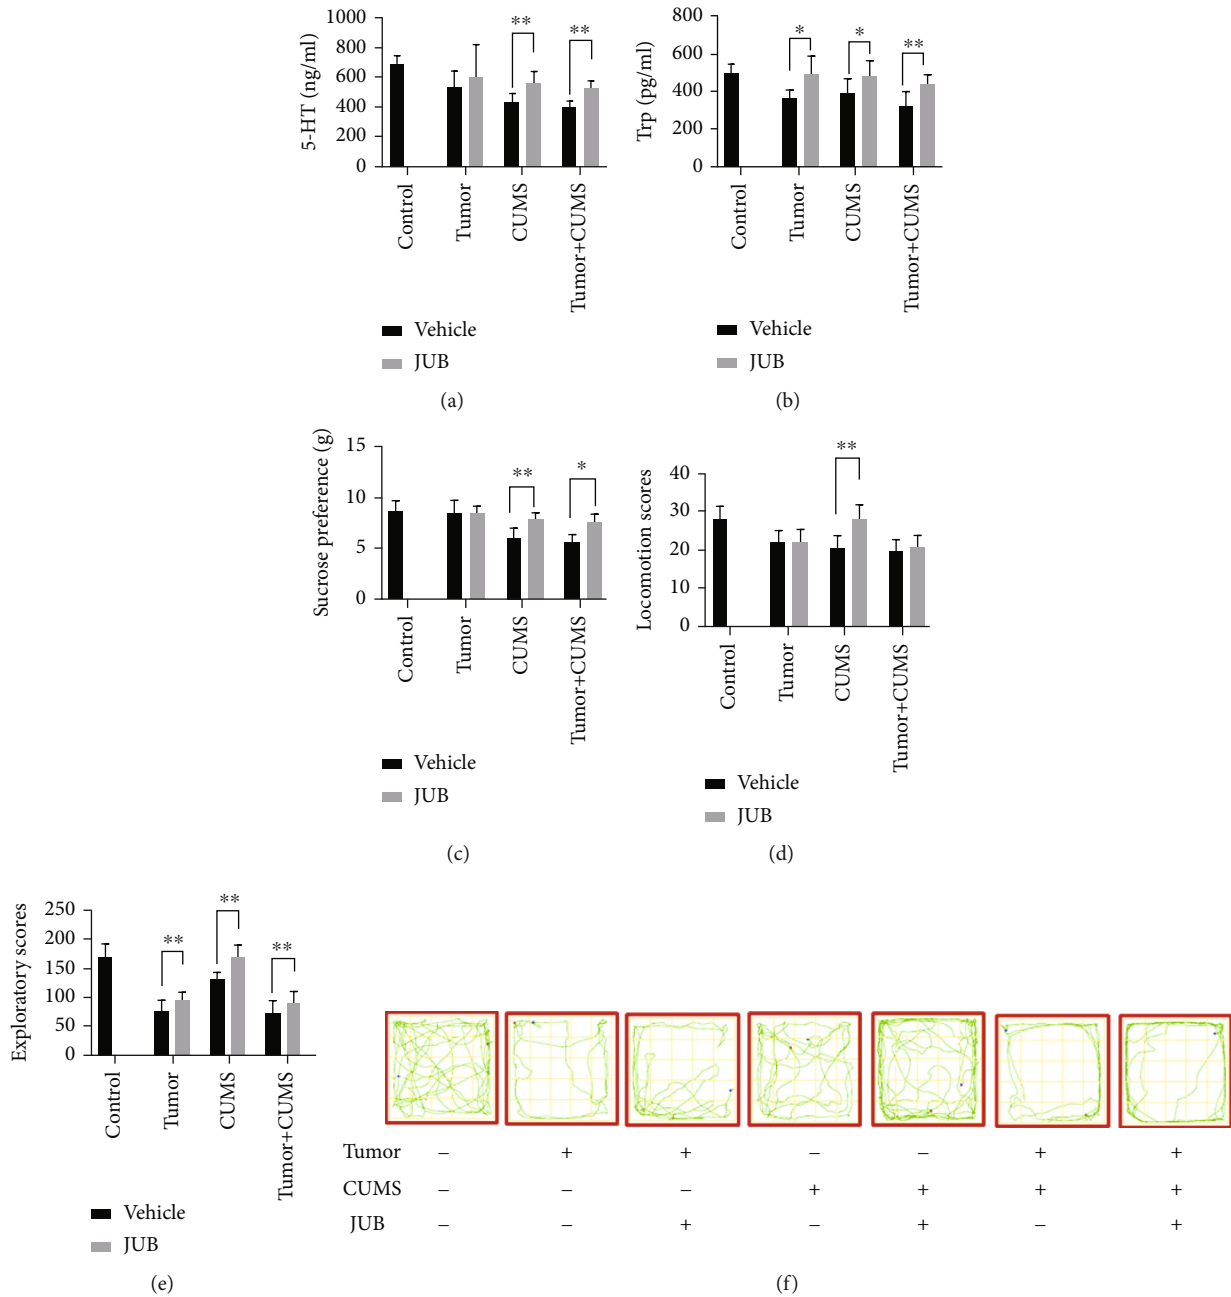 5-HT (ng/ml)
1000
800
600
400
200
0
**
**
Control
Tumor
CUMS
Tumor+CUMS
Vehicle
JUB
(a)
Trp (pg/ml)
800
600
400
200
0
*
*
**
Control
Tumor
CUMS
Tumor+CUMS
Vehicle
JUB
(b)
Sucrose preference (g)
15
10
5
0
**
*
Control
Tumor
CUMS
Tumor+CUMS
Vehicle
JUB
(c)
Locomotion scores
40
30
20
10
0
**
Control
Tumor
CUMS
Tumor+CUMS
Vehicle
JUB
(d)
Exploratory scores
250
200
150
100
50
0
**
**
**
Control
Tumor
CUMS
Tumor+CUMS
Vehicle
JUB
(e)
Tumor – + + – – + +
CUMS – – – + + + +
JUB – – + – + – +
(f)